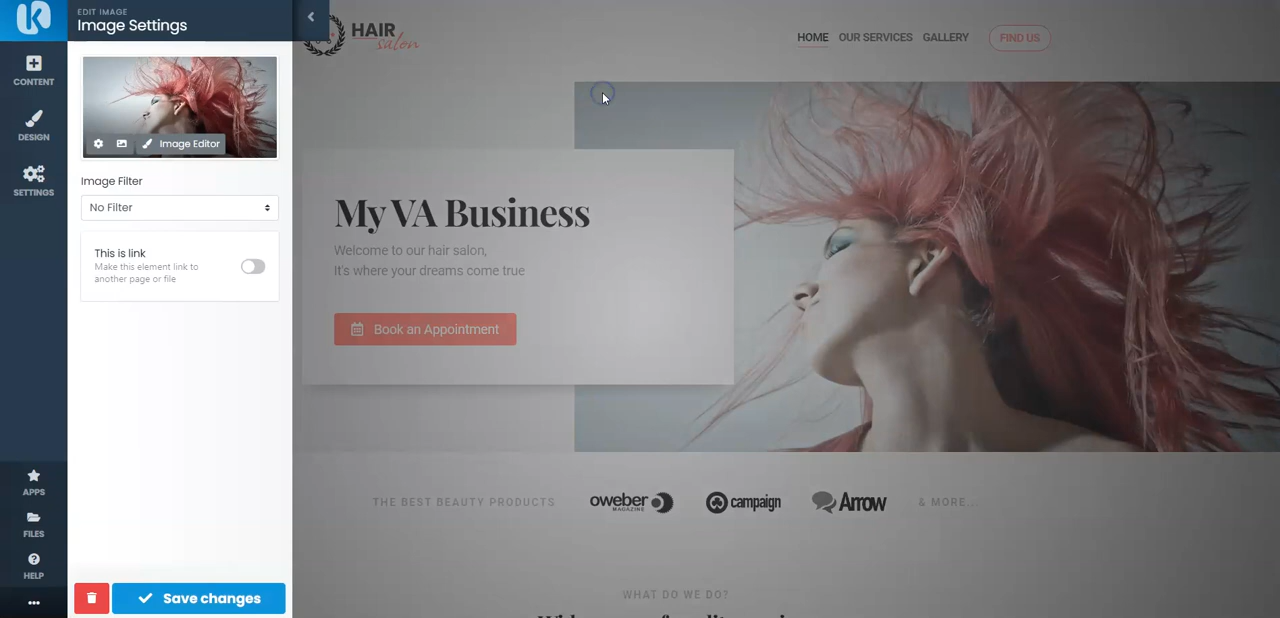 EDIT IMAGE
Image Settings
CONTENT
DESIGN
SETTINGS
APPS
FILES
HELP
Image Editor
Image Filter
No Filter
This is link
Make this element link to
another page or file
Save changes
HAIR
salon
HOME
OUR SERVICES
GALLERY
FIND US
My VA Business
Welcome to our hair salon,
It's where your dreams come true
Book an Appointment
THE BEST BEAUTY PRODUCTS
oweber
MAGAZINE
campaign
Arrow
& MORE...
WHAT DO WE DO?